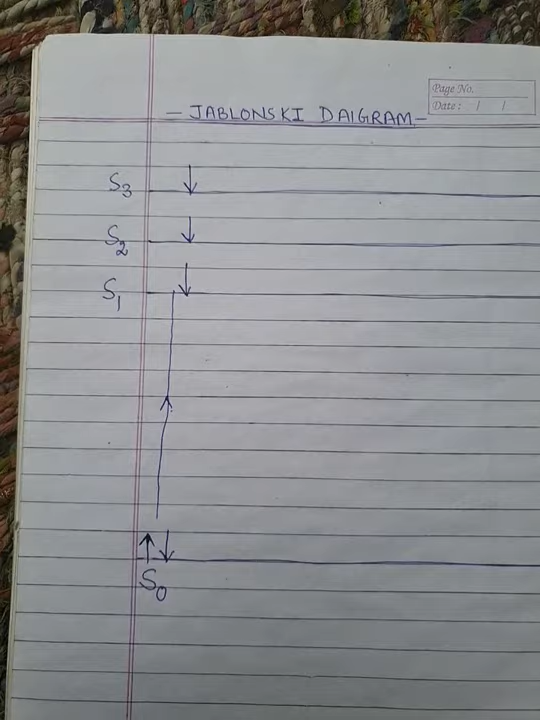 Page No.
Date: / /
— JABLONSKI DAIGRAM —
S₃
S₂
S₁
S₀